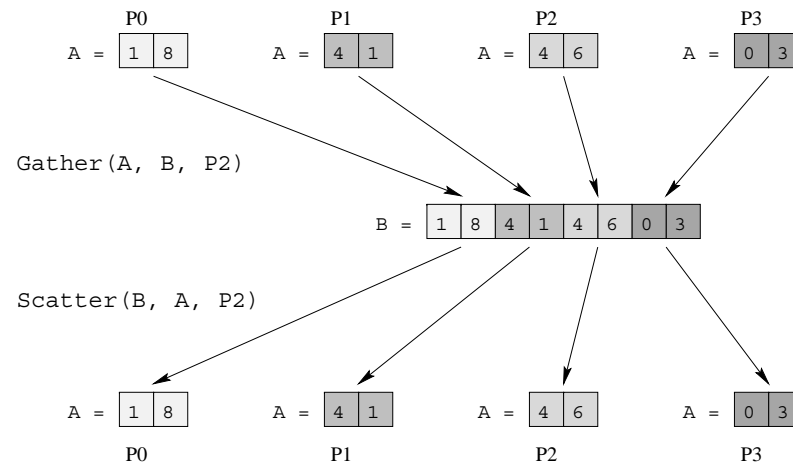 P0 P1 P2 P3
A = 1 8 A = 4 1 A = 4 6 A = 0 3
Gather(A, B, P2)
B = 1 8 4 1 4 6 0 3
Scatter(B, A, P2)
A = 1 8 A = 4 1 A = 4 6 A = 0 3
P0 P1 P2 P3